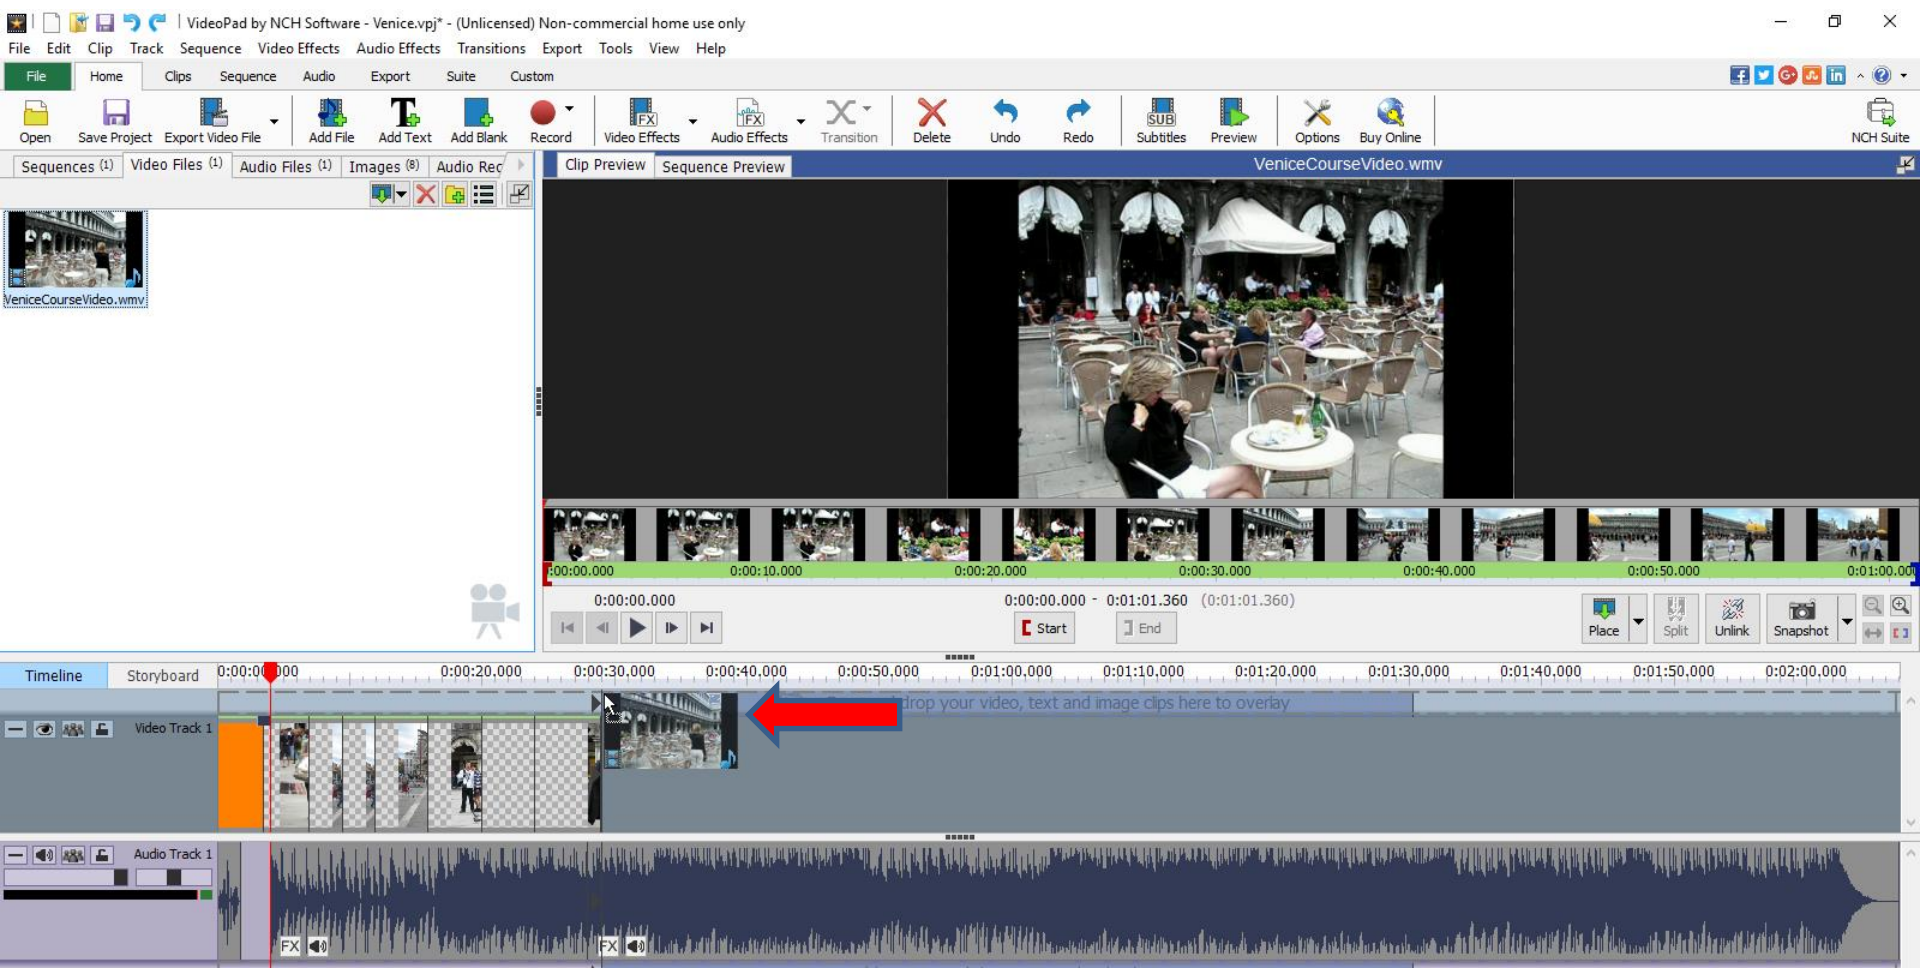 VideoPad by NCH Software - Venice.vpj* - (Unlicensed) Non-commercial home use only
File Edit Clip Track Sequence Video Effects Audio Effects Transitions Export Tools View Help
File Home Clips Sequence Audio Export Suite Custom
Open Save Project Export Video File Add File Add Text Add Blank Record Video Effects Audio Effects Transition Delete Undo Redo Subtitles Preview Options Buy Online NCH Suite
Sequences (1) Video Files (1) Audio Files (1) Images (8) Audio Rec
Clip Preview Sequence Preview VeniceCourseVideo.wmv
VeniceCourseVideo.wmv
:00:00.000 0:00:10.000 0:00:20.000 0:00:30.000 0:00:40.000 0:00:50.000 0:01:00.00
0:00:00.000 0:00:00.000 - 0:01:01.360 (0:01:01.360)
Start End Place Split Unlink Snapshot
Timeline Storyboard 0:00:0 000 0:00:20.000 0:00:30.000 0:00:40.000 0:00:50.000 0:01:00.000 0:01:10.000 0:01:20.000 0:01:30.000 0:01:40.000 0:01:50.000 0:02:00.000
drop your video, text and image clips here to overlay
Video Track 1
Audio Track 1
FX FX